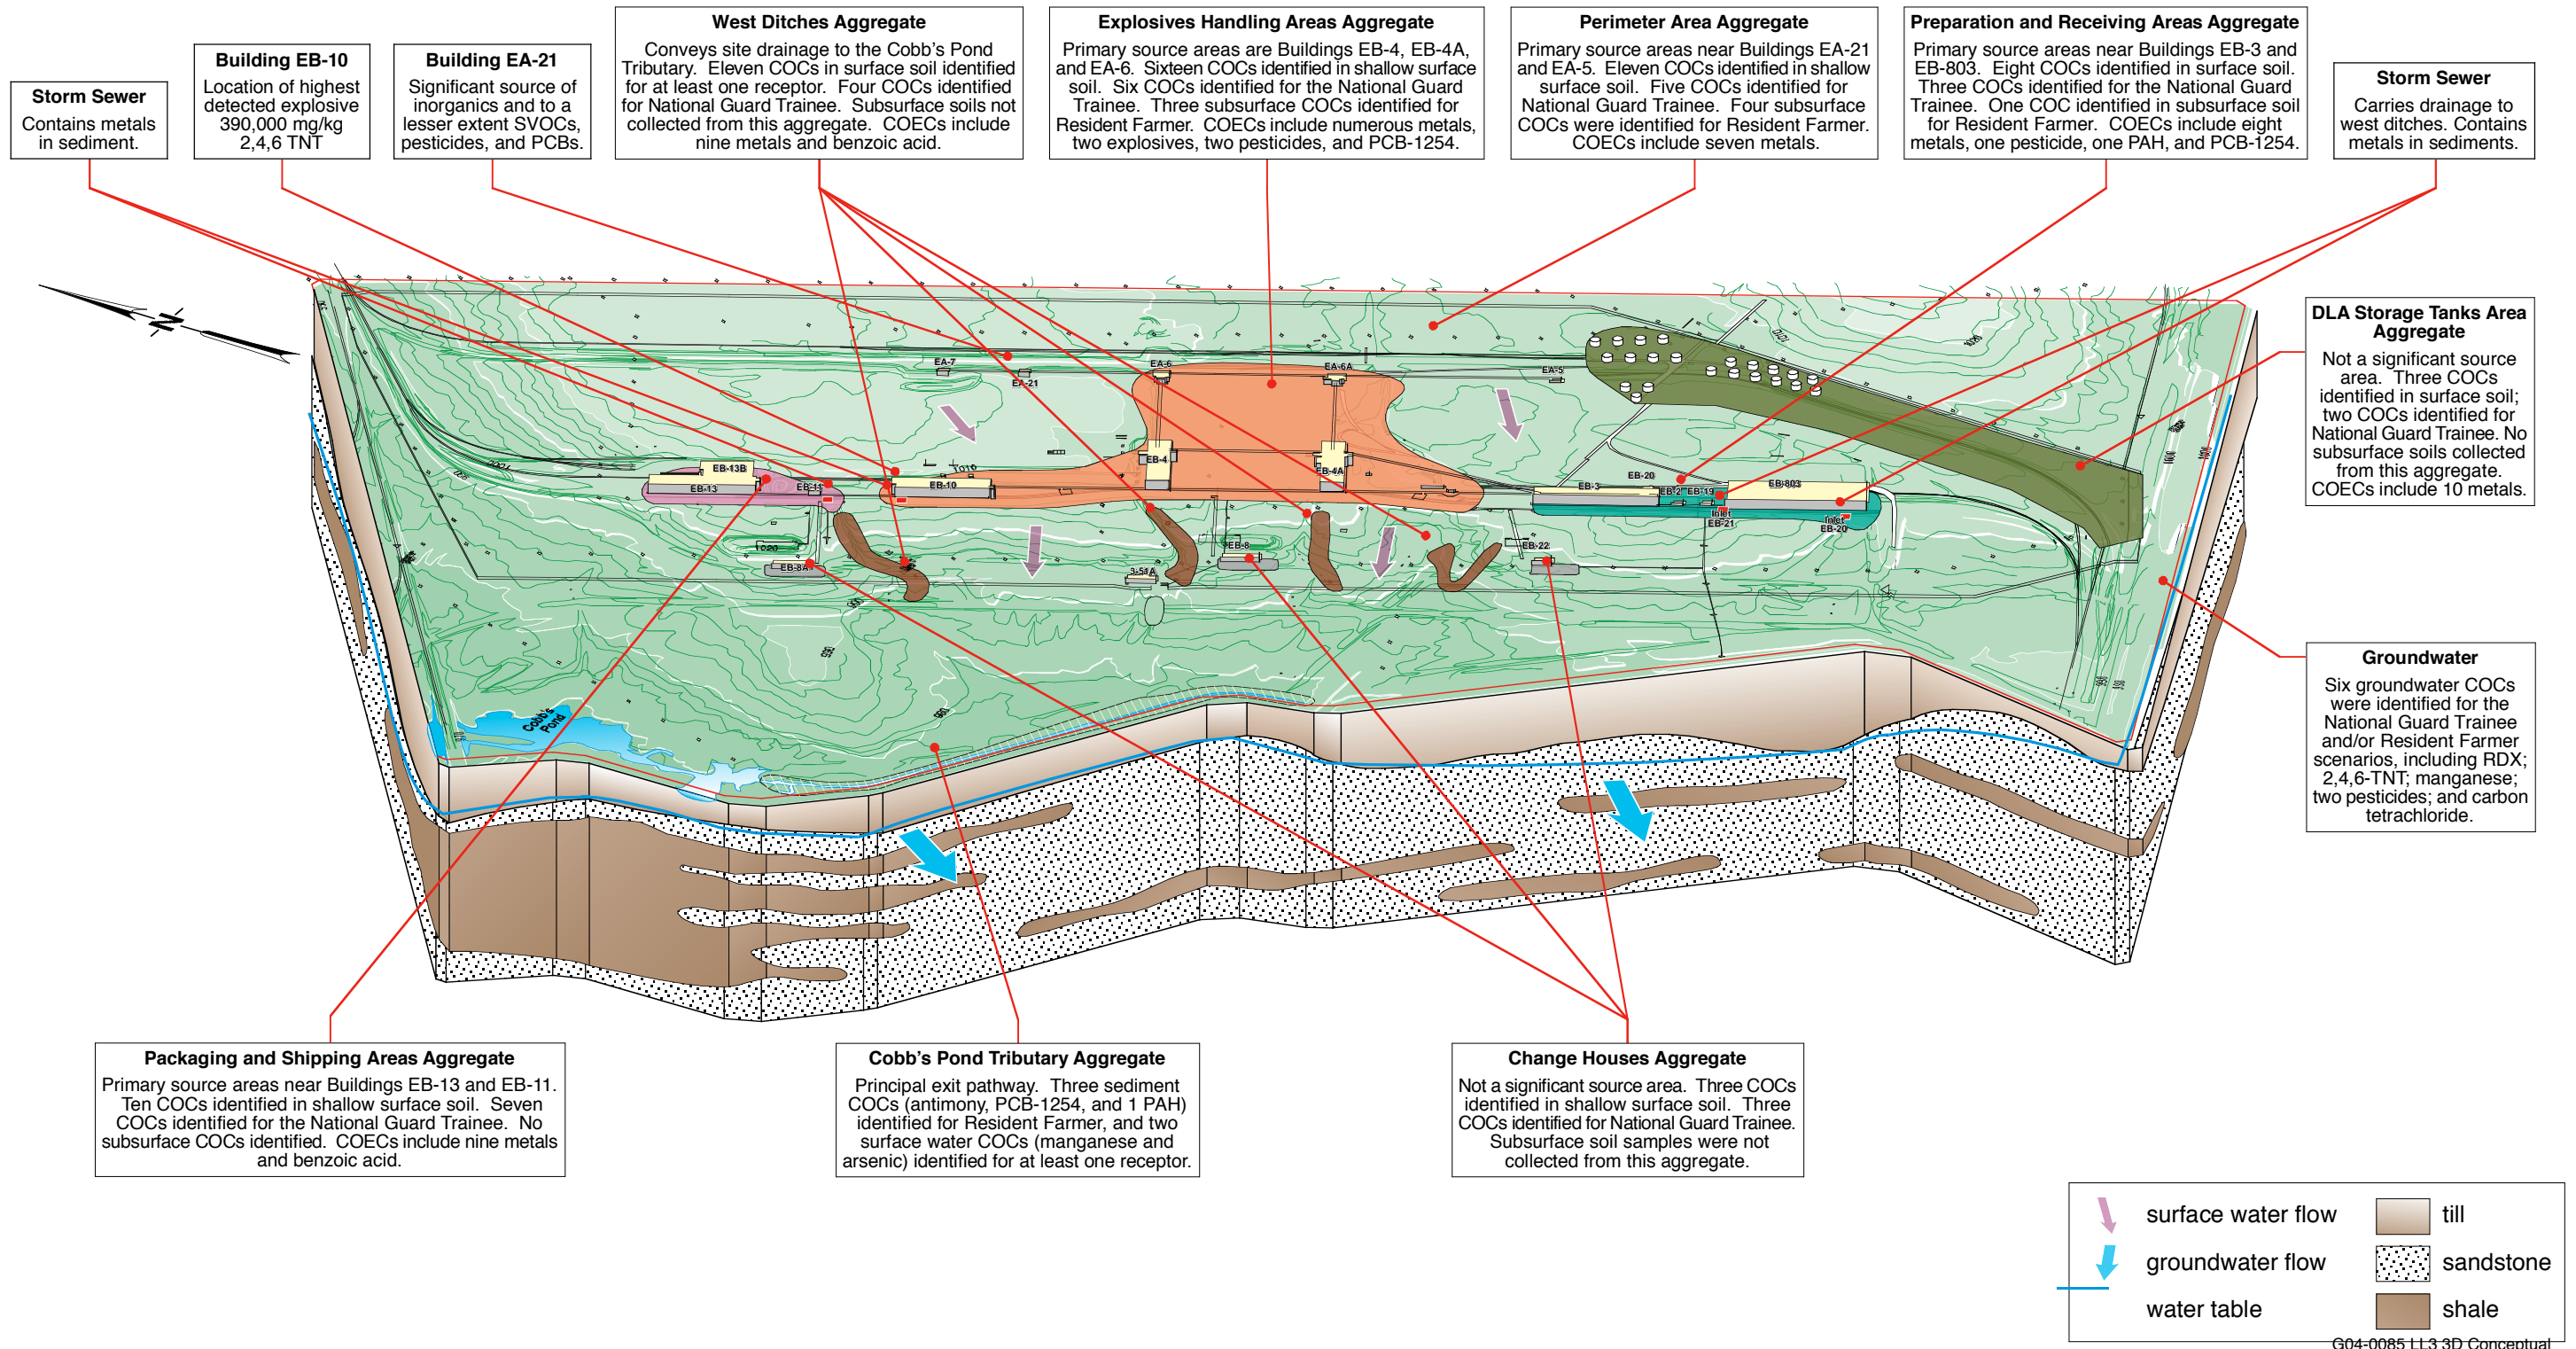 West Ditches Aggregate
Conveys site drainage to the Cobb's Pond
Tributary. Eleven COCs in surface soil identified
for at least one receptor. Four COCs identified
for National Guard Trainee. Subsurface soils not
collected from this aggregate. COECs include
nine metals and benzoic acid.
Explosives Handling Areas Aggregate
Primary source areas are Buildings EB-4, EB-4A,
and EA-6. Sixteen COCs identified in shallow surface
soil. Six COCs identified for the National Guard
Trainee. Three subsurface COCs identified for
Resident Farmer. COECs include numerous metals,
two explosives, two pesticides, and PCB-1254.
Perimeter Area Aggregate
Primary source areas near Buildings EA-21
and EA-5. Eleven COCs identified in shallow
surface soil. Five COCs identified for
National Guard Trainee. Four subsurface
COCs were identified for Resident Farmer.
COECs include seven metals.
Preparation and Receiving Areas Aggregate
Primary source areas near Buildings EB-3 and
EB-803. Eight COCs identified in surface soil.
Three COCs identified for the National Guard
Trainee. One COC identified in subsurface soil
for Resident Farmer. COECs include eight
metals, one pesticide, one PAH, and PCB-1254.
Storm Sewer
Contains metals
in sediment.
Building EB-10
Location of highest
detected explosive
390,000 mg/kg
2,4,6 TNT
Building EA-21
Significant source of
inorganics and to a
lesser extent SVOCs,
pesticides, and PCBs.
Storm Sewer
Carries drainage to
west ditches. Contains
metals in sediments.
DLA Storage Tanks Area
Aggregate
Not a significant source
area. Three COCs
identified in surface soil;
two COCs identified for
National Guard Trainee. No
subsurface soils collected
from this aggregate.
COECs include 10 metals.
N
EA-7
EA-21
EA-6
EA-6A
EA-5
1020
1020
EB-13B
EB-13
EB-11
1010
EB-10
EB-4
EB-4A
EB-3
EB-20
EB-2
EB-19
EB-803
Inlet
EB-21
Inlet
EB-20
1020
EB-8A
3-51A
EB-8
EB-22
990
980
Cobb's
Pond
Groundwater
Six groundwater COCs
were identified for the
National Guard Trainee
and/or Resident Farmer
scenarios, including RDX;
2,4,6-TNT; manganese;
two pesticides; and carbon
tetrachloride.
Packaging and Shipping Areas Aggregate
Primary source areas near Buildings EB-13 and EB-11.
Ten COCs identified in shallow surface soil. Seven
COCs identified for the National Guard Trainee. No
subsurface COCs identified. COECs include nine metals
and benzoic acid.
Cobb's Pond Tributary Aggregate
Principal exit pathway. Three sediment
COCs (antimony, PCB-1254, and 1 PAH)
identified for Resident Farmer, and two
surface water COCs (manganese and
arsenic) identified for at least one receptor.
Change Houses Aggregate
Not a significant source area. Three COCs
identified in shallow surface soil. Three
COCs identified for National Guard Trainee.
Subsurface soil samples were not
collected from this aggregate.
surface water flow
till
groundwater flow
sandstone
water table
shale
G04-0085 LL3 3D Conceptual